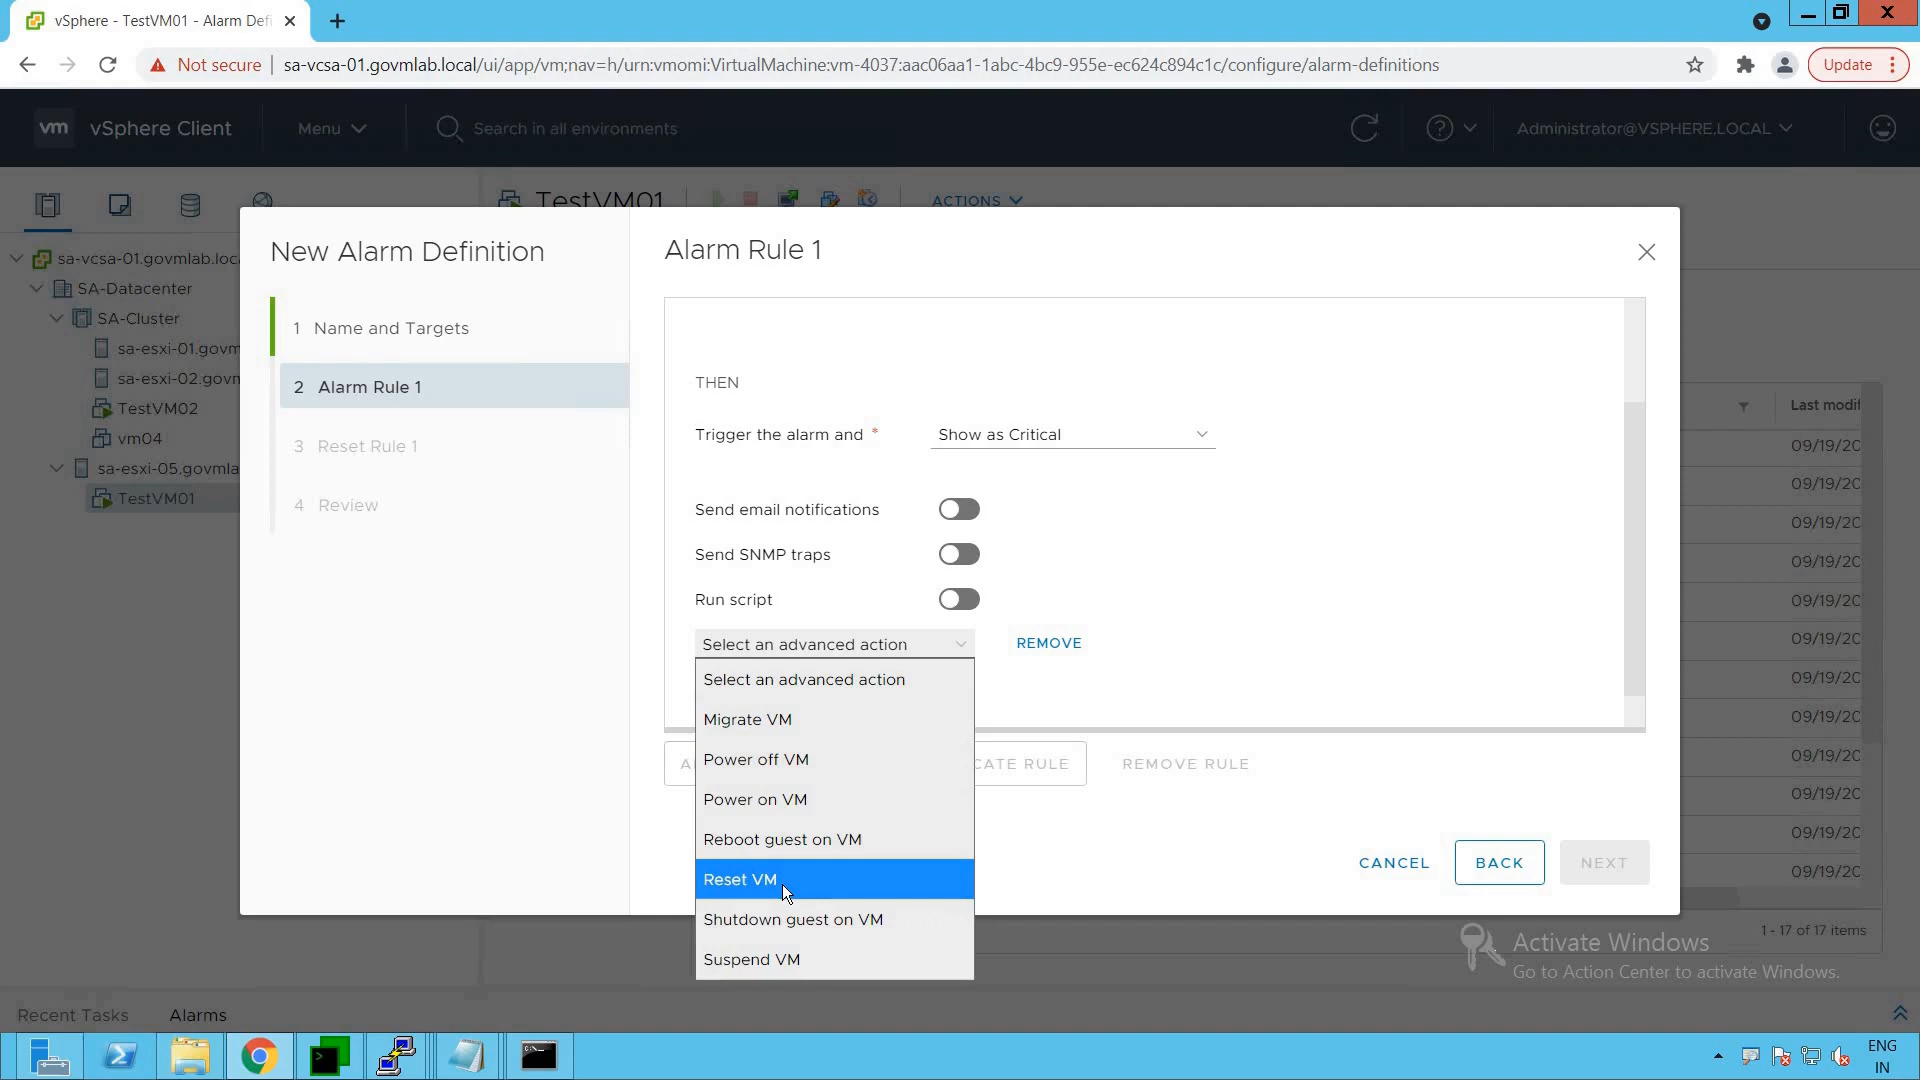 vSphere - TestVM01 - Alarm Defi
Not secure
sa-vcsa-01.govmlab.local/ui/app/vm;nav=h/urn:vmomi:VirtualMachine:vm-4037:aac06aa1-1abc-4bc9-955e-ec624c894c1c/configure/alarm-definitions
Update
vm
vSphere Client
Menu
Search in all environments
Administrator@VSPHERE.LOCAL
TestVM01
ACTIONS
sa-vcsa-01.govmlab.loc
SA-Datacenter
SA-Cluster
sa-esxi-01.govm
sa-esxi-02.govn
TestVM02
vm04
sa-esxi-05.govmla
TestVM01
New Alarm Definition
1 Name and Targets
2 Alarm Rule 1
3 Reset Rule 1
4 Review
Alarm Rule 1
THEN
Trigger the alarm and *
Show as Critical
Send email notifications
Send SNMP traps
Run script
Select an advanced action
REMOVE
Select an advanced action
Migrate VM
Power off VM
Power on VM
Reboot guest on VM
Reset VM
Shutdown guest on VM
Suspend VM
A
CATE RULE
REMOVE RULE
CANCEL
BACK
NEXT
Last modif
09/19/20
09/19/20
09/19/20
09/19/20
09/19/20
09/19/20
09/19/20
09/19/20
09/19/20
09/19/20
09/19/20
09/19/20
1 - 17 of 17 items
Activate Windows
Go to Action Center to activate Windows.
Recent Tasks
Alarms
ENG
IN